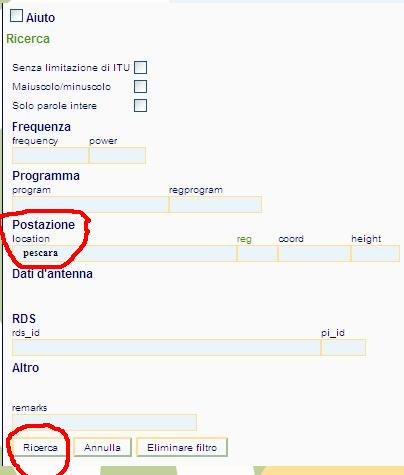 Aiuto
Ricerca
Senza limitazione di ITU
Maiuscolo/minuscolo
Solo parole intere
Frequenza
frequency power
Programma
program regprogram
Postazione
location reg coord height
pescara
Dati d'antenna
RDS
rds_id pi_id
Altro
remarks
Ricerca Annulla Eliminare filtro